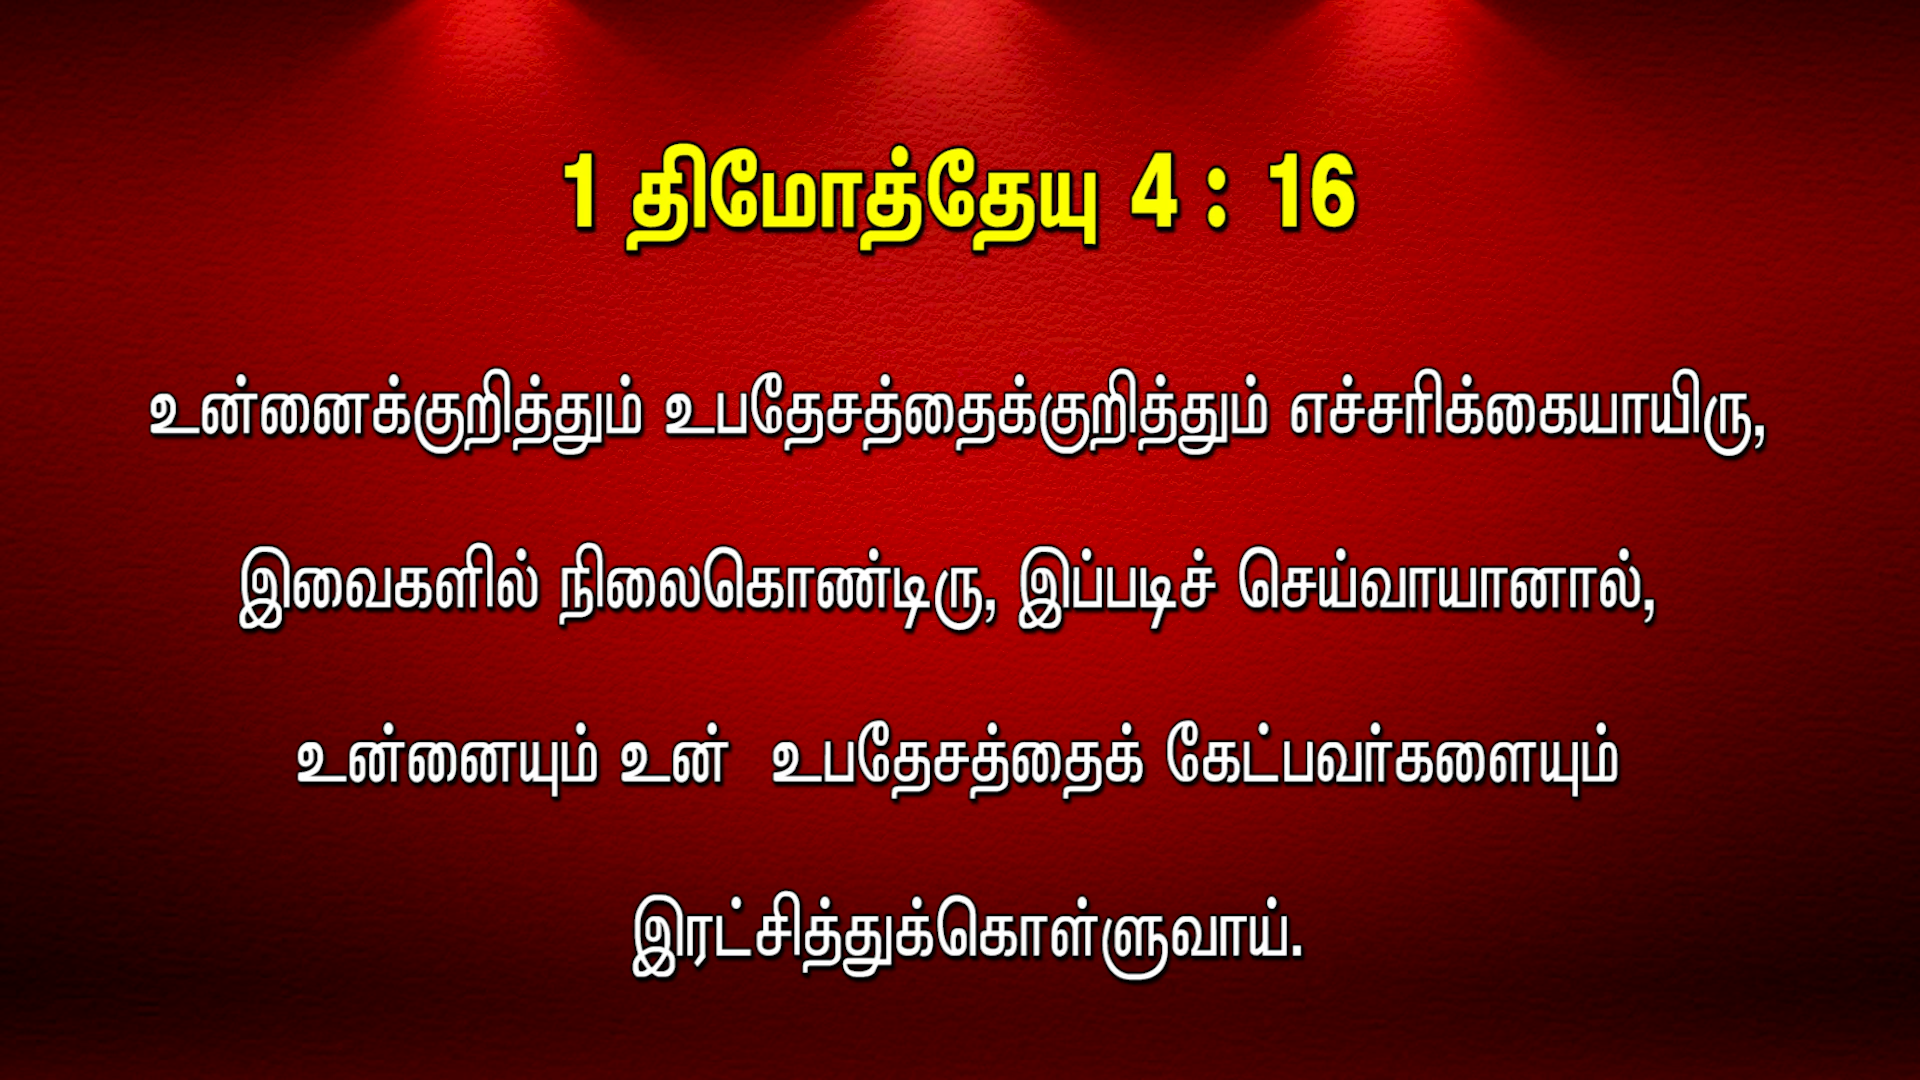 1 திமோத்தேயு 4 : 16
உன்னைக்குறித்தும் உபதேசத்தைக்குறித்தும் எச்சரிக்கையாயிரு,
இவைகளில் நிலைகொண்டிரு, இப்படிச் செய்வாயானால்,
உன்னையும் உன் உபதேசத்தைக் கேட்பவர்களையும்
இரட்சித்துக்கொள்ளுவாய்.